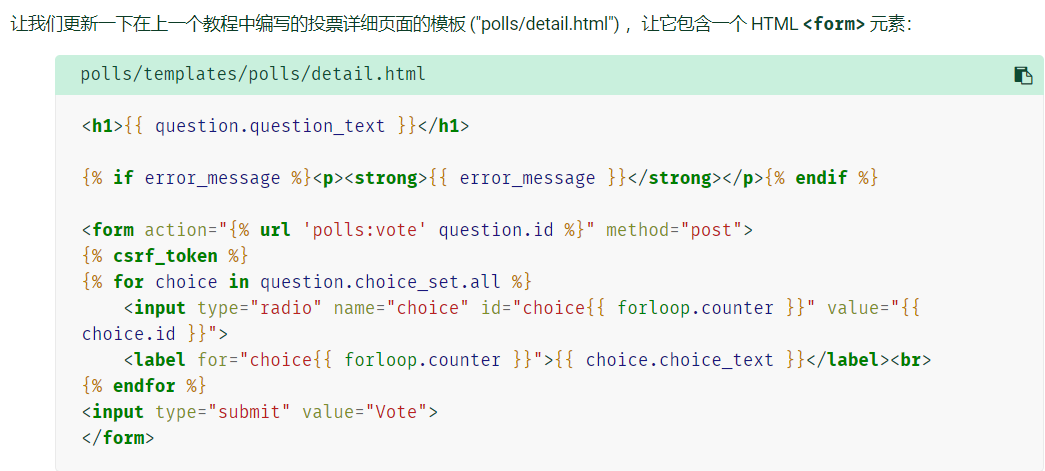 让我们更新一下在上一个教程中编写的投票详细页面的模板 ("polls/detail.html") ，让它包含一个 HTML <form> 元素：
polls/templates/polls/detail.html
<h1>{{ question.question_text }}</h1>
{% if error_message %}<p><strong>{{ error_message }}</strong></p>{% endif %}
<form action="{% url 'polls:vote' question.id %}" method="post">
{% csrf_token %}
{% for choice in question.choice_set.all %}
    <input type="radio" name="choice" id="choice{{ forloop.counter }}" value="{{
choice.id }}">
    <label for="choice{{ forloop.counter }}">{{ choice.choice_text }}</label><br>
{% endfor %}
<input type="submit" value="Vote">
</form>